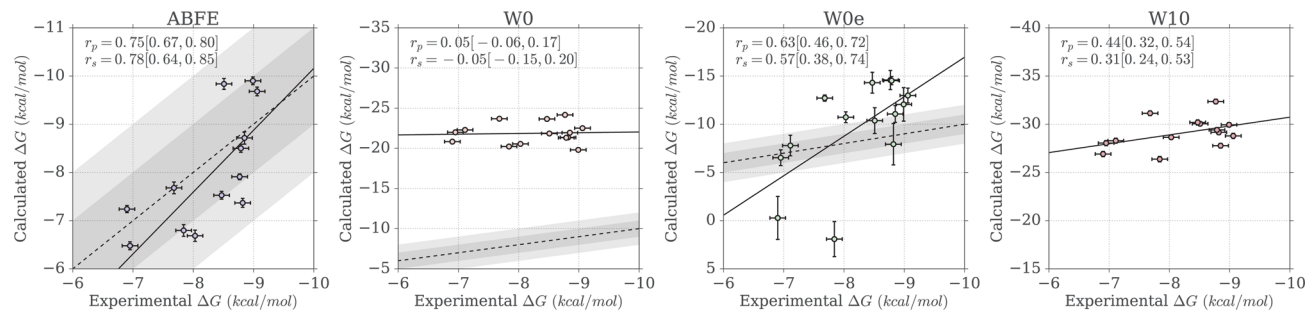 ABFE
r_p = 0.75[0.67, 0.80]
r_s = 0.78[0.64, 0.85]
−11
−10
−9
−8
−7
−6
Calculated ΔG (kcal/mol)
−6 −7 −8 −9 −10
Experimental ΔG (kcal/mol)
W0
r_p = 0.05[ − 0.06, 0.17]
r_s = − 0.05[ − 0.15, 0.20]
−35
−30
−25
−20
−15
−10
−5
Calculated ΔG (kcal/mol)
−6 −7 −8 −9 −10
Experimental ΔG (kcal/mol)
W0e
r_p = 0.63[0.46, 0.72]
r_s = 0.57[0.38, 0.74]
−20
−15
−10
−5
0
5
Calculated ΔG (kcal/mol)
−6 −7 −8 −9 −10
Experimental ΔG (kcal/mol)
W10
r_p = 0.44[0.32, 0.54]
r_s = 0.31[0.24, 0.53]
−40
−35
−30
−25
−20
−15
Calculated ΔG (kcal/mol)
−6 −7 −8 −9 −10
Experimental ΔG (kcal/mol)